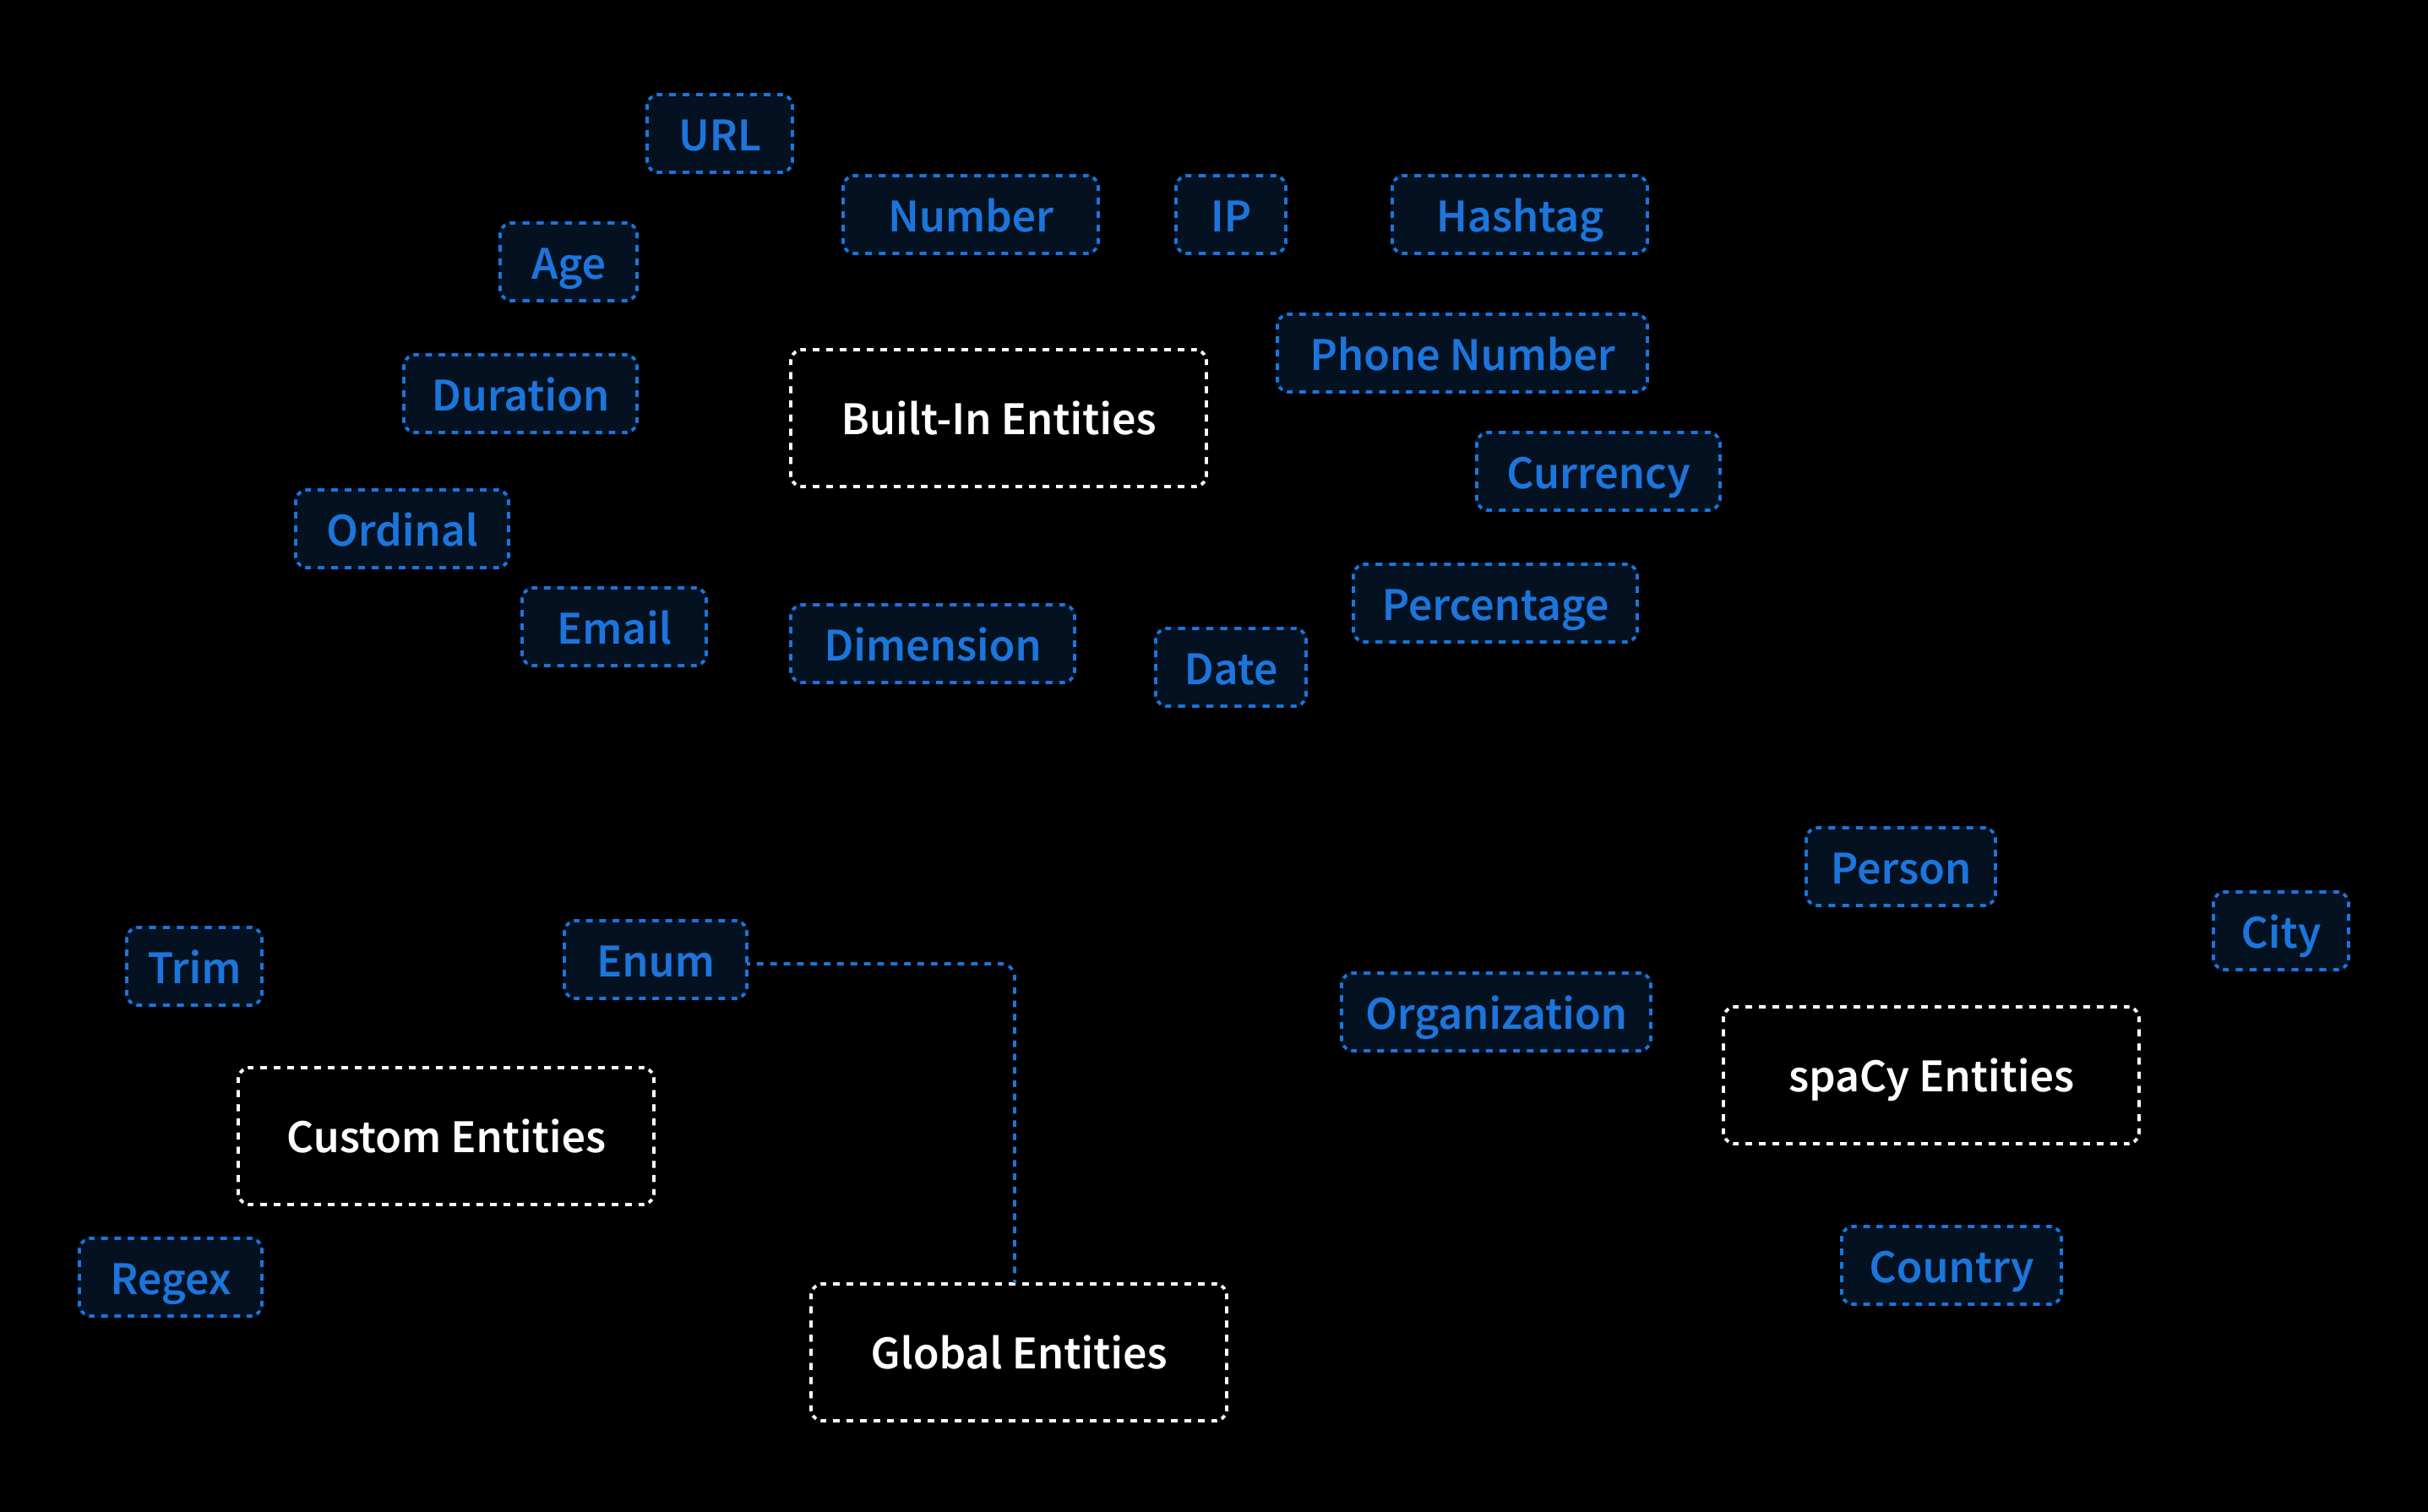 URL
Number
IP
Hashtag
Age
Phone Number
Duration
Built-In Entities
Currency
Ordinal
Percentage
Email
Dimension
Date
Person
City
Trim
Enum
Organization
spaCy Entities
Custom Entities
Country
Regex
Global Entities